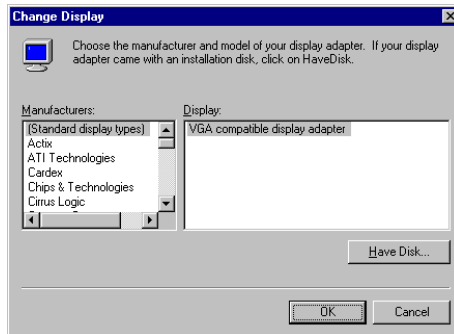 Change Display
Choose the manufacturer and model of your display adapter. If your display
adapter came with an installation disk, click on HaveDisk.
Manufacturers:
(Standard display types)
Actix
ATI Technologies
Cardex
Chips & Technologies
Cirrus Logic
Display:
VGA compatible display adapter
Have Disk...
OK
Cancel